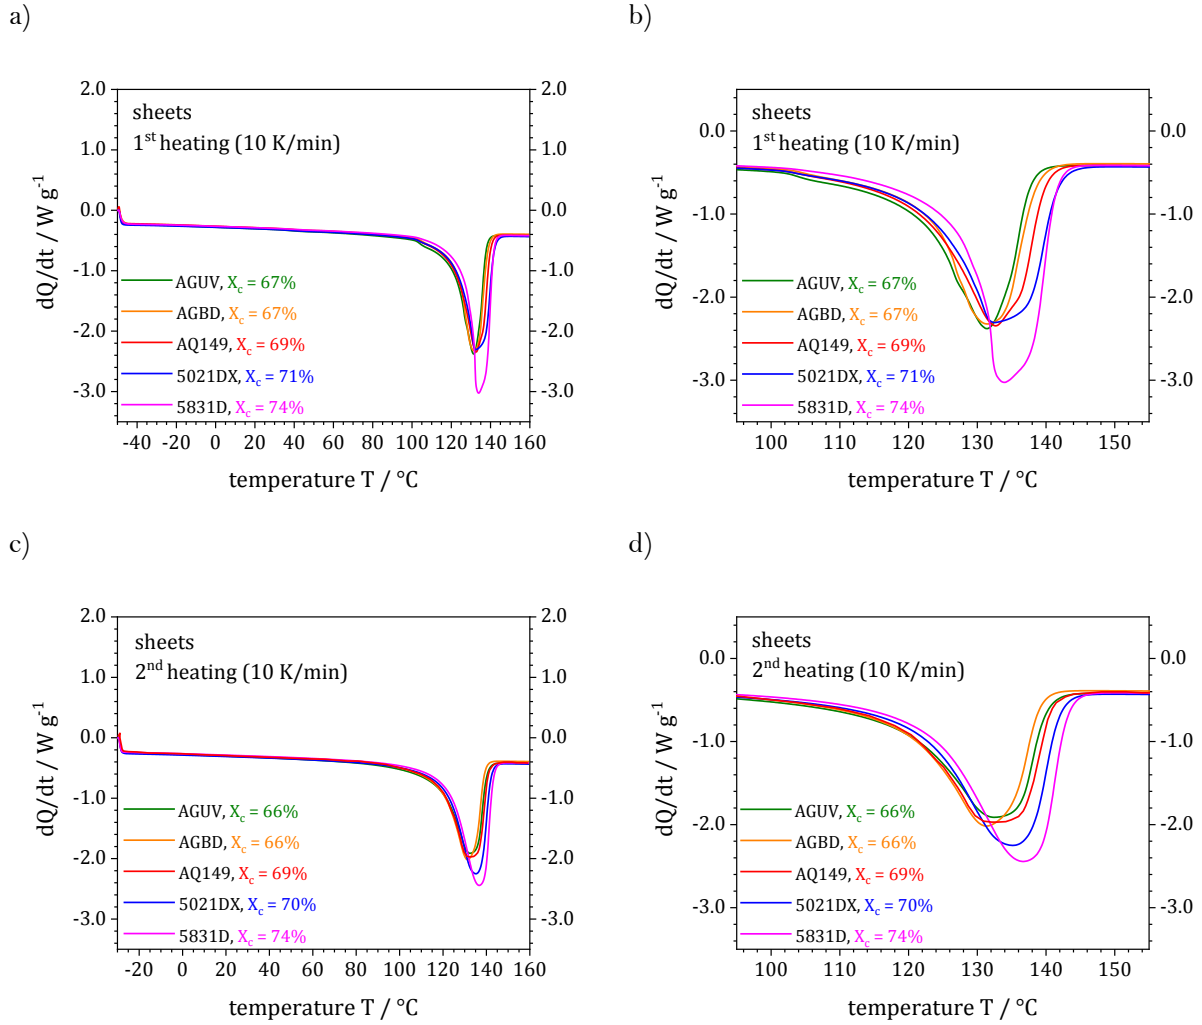 a)
2.0
1.0
0.0
-1.0
-2.0
-3.0
2.0
1.0
0.0
-1.0
-2.0
-3.0
sheets
1st heating (10 K/min)
AGUV, Xc = 67%
AGBD, Xc = 67%
AQ149, Xc = 69%
5021DX, Xc = 71%
5831D, Xc = 74%
-40 -20 0 20 40 60 80 100 120 140 160
temperature T / °C
dQ/dt / W g-1
b)
0.0
-1.0
-2.0
-3.0
0.0
-1.0
-2.0
-3.0
sheets
1st heating (10 K/min)
AGUV, Xc = 67%
AGBD, Xc = 67%
AQ149, Xc = 69%
5021DX, Xc = 71%
5831D, Xc = 74%
100 110 120 130 140 150
temperature T / °C
dQ/dt / W g-1
c)
2.0
1.0
0.0
-1.0
-2.0
-3.0
2.0
1.0
0.0
-1.0
-2.0
-3.0
sheets
2nd heating (10 K/min)
AGUV, Xc = 66%
AGBD, Xc = 66%
AQ149, Xc = 69%
5021DX, Xc = 70%
5831D, Xc = 74%
-20 0 20 40 60 80 100 120 140 160
temperature T / °C
dQ/dt / W g-1
d)
0.0
-1.0
-2.0
-3.0
0.0
-1.0
-2.0
-3.0
sheets
2nd heating (10 K/min)
AGUV, Xc = 66%
AGBD, Xc = 66%
AQ149, Xc = 69%
5021DX, Xc = 70%
5831D, Xc = 74%
100 110 120 130 140 150
temperature T / °C
dQ/dt / W g-1